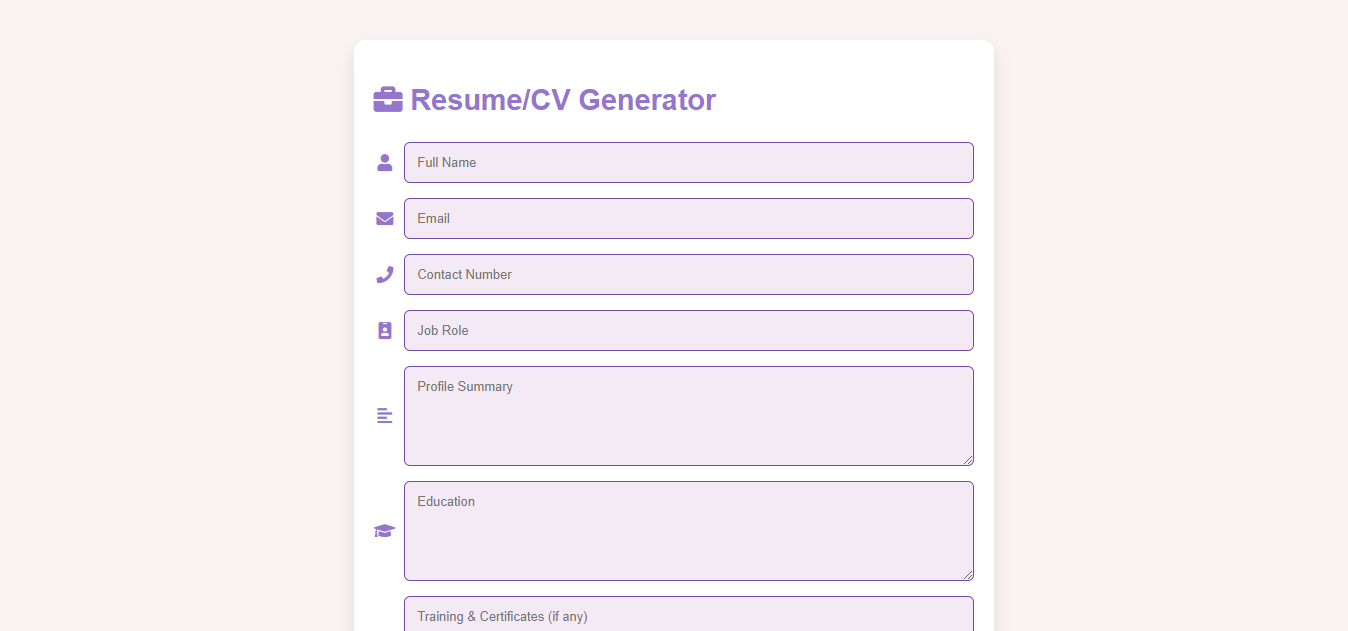 Resume/CV Generator
Full Name
Email
Contact Number
Job Role
Profile Summary
Education
Training & Certificates (if any)